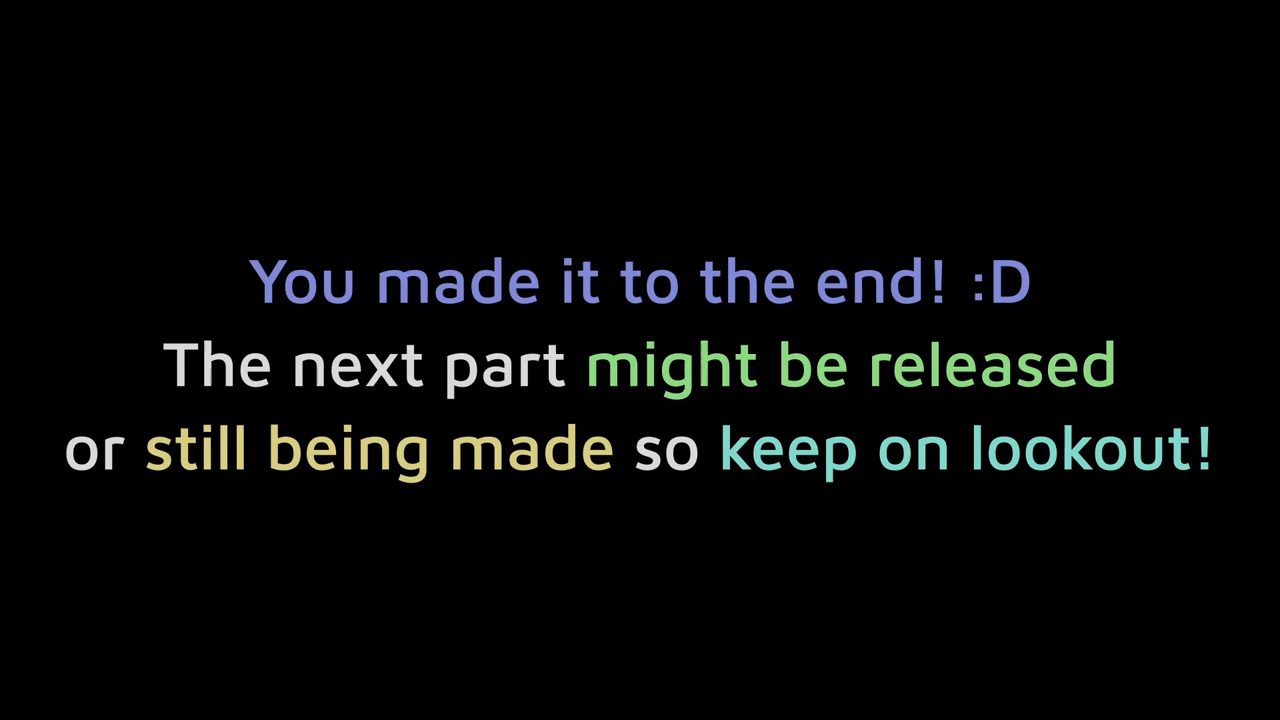 You made it to the end! :D
The next part might be released
or still being made so keep on lookout!